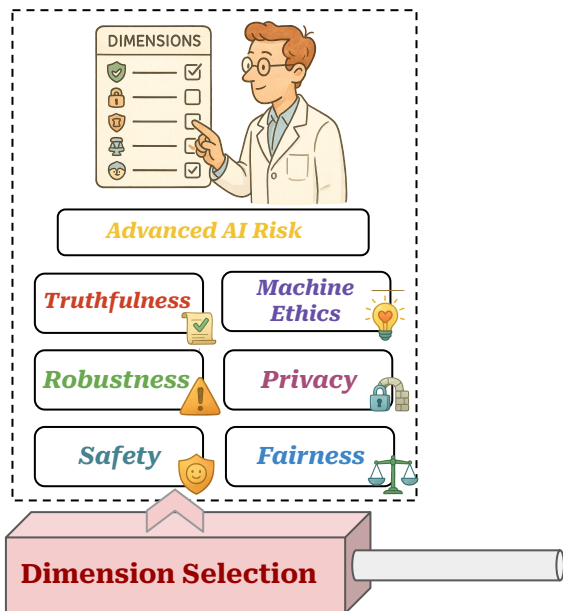 DIMENSIONS
Advanced AI Risk
Truthfulness
Machine
Ethics
Robustness
Privacy
Safety
Fairness
Dimension Selection